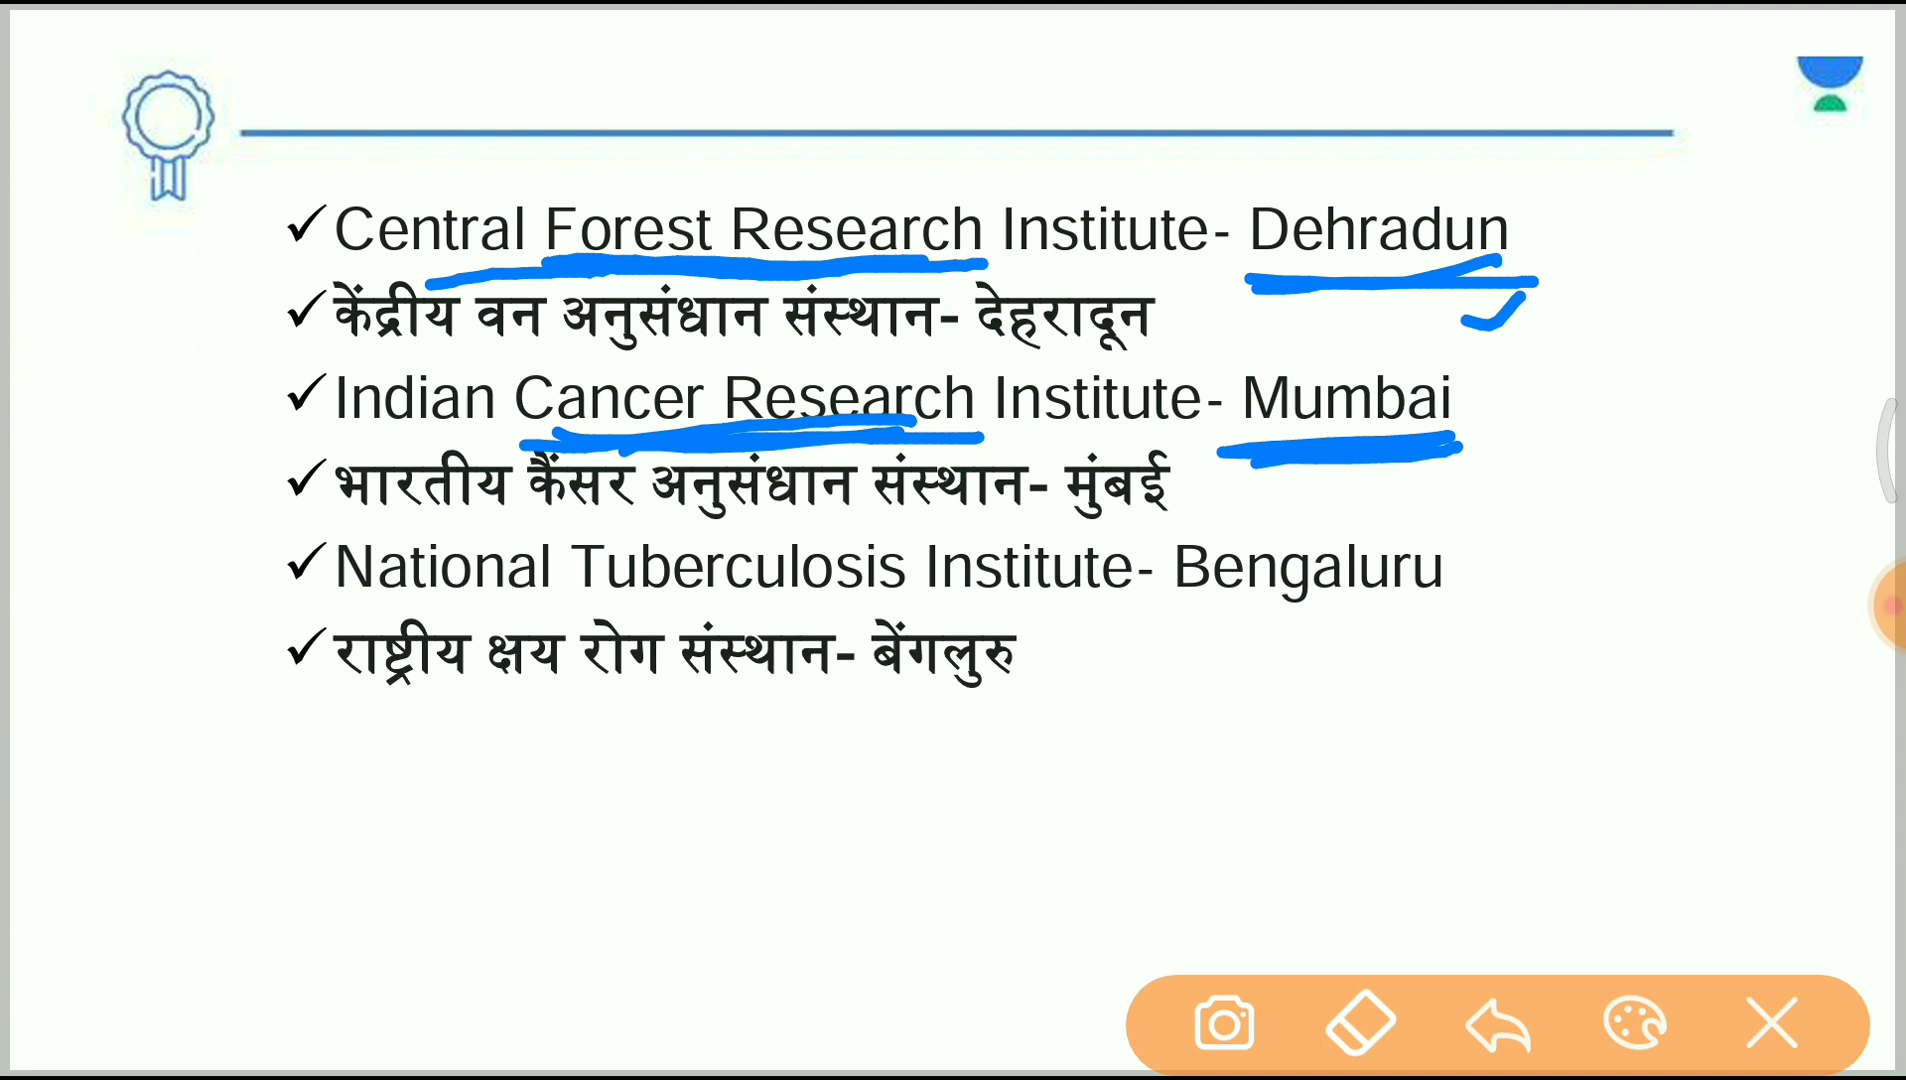 Central Forest Research Institute- Dehradun
केंद्रीय वन अनुसंधान संस्थान- देहरादून
Indian Cancer Research Institute- Mumbai
भारतीय कैंसर अनुसंधान संस्थान- मुंबई
National Tuberculosis Institute- Bengaluru
राष्ट्रीय क्षय रोग संस्थान- बेंगलुरु